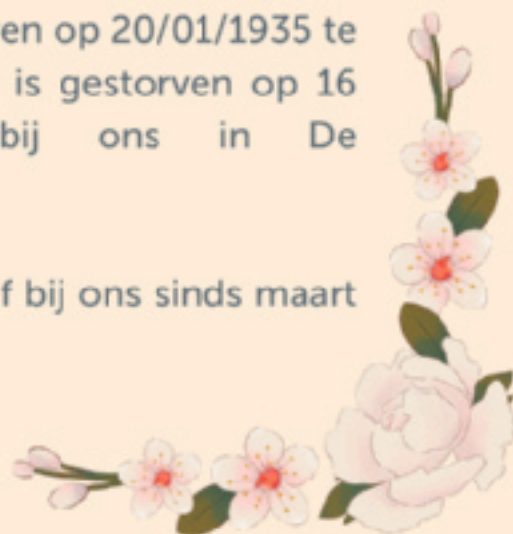 en op 20/01/1935 te
is gestorven op 16
bij ons in De
f bij ons sinds maart